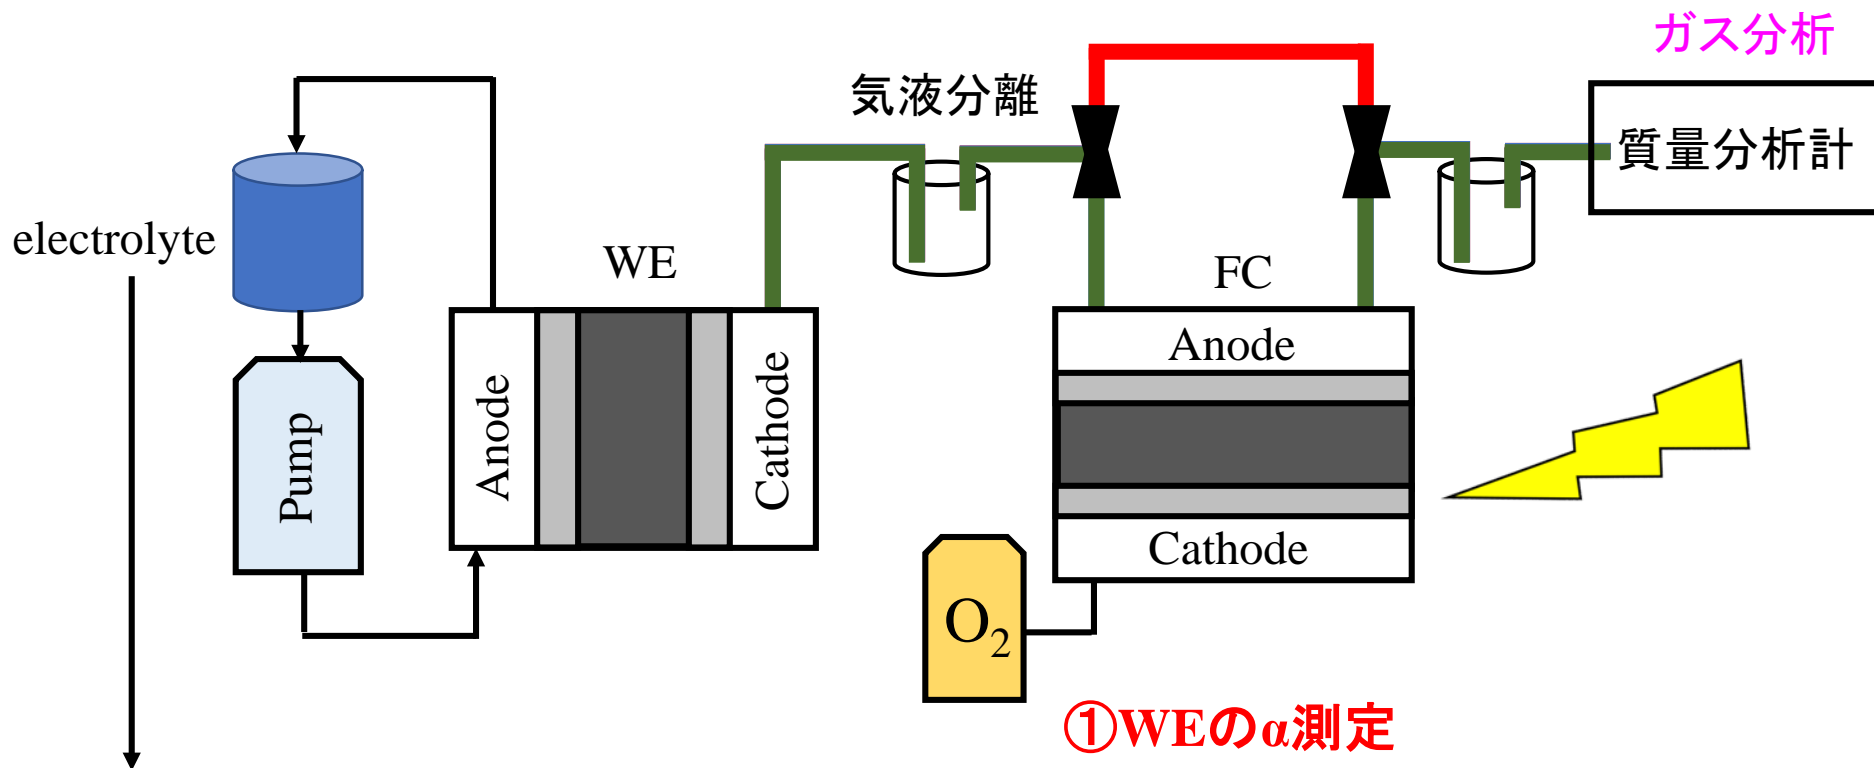 ガス分析
気液分離
質量分析計
electrolyte
WE
FC
Anode
Pump
Anode
Cathode
Cathode
O₂
①WEのα測定